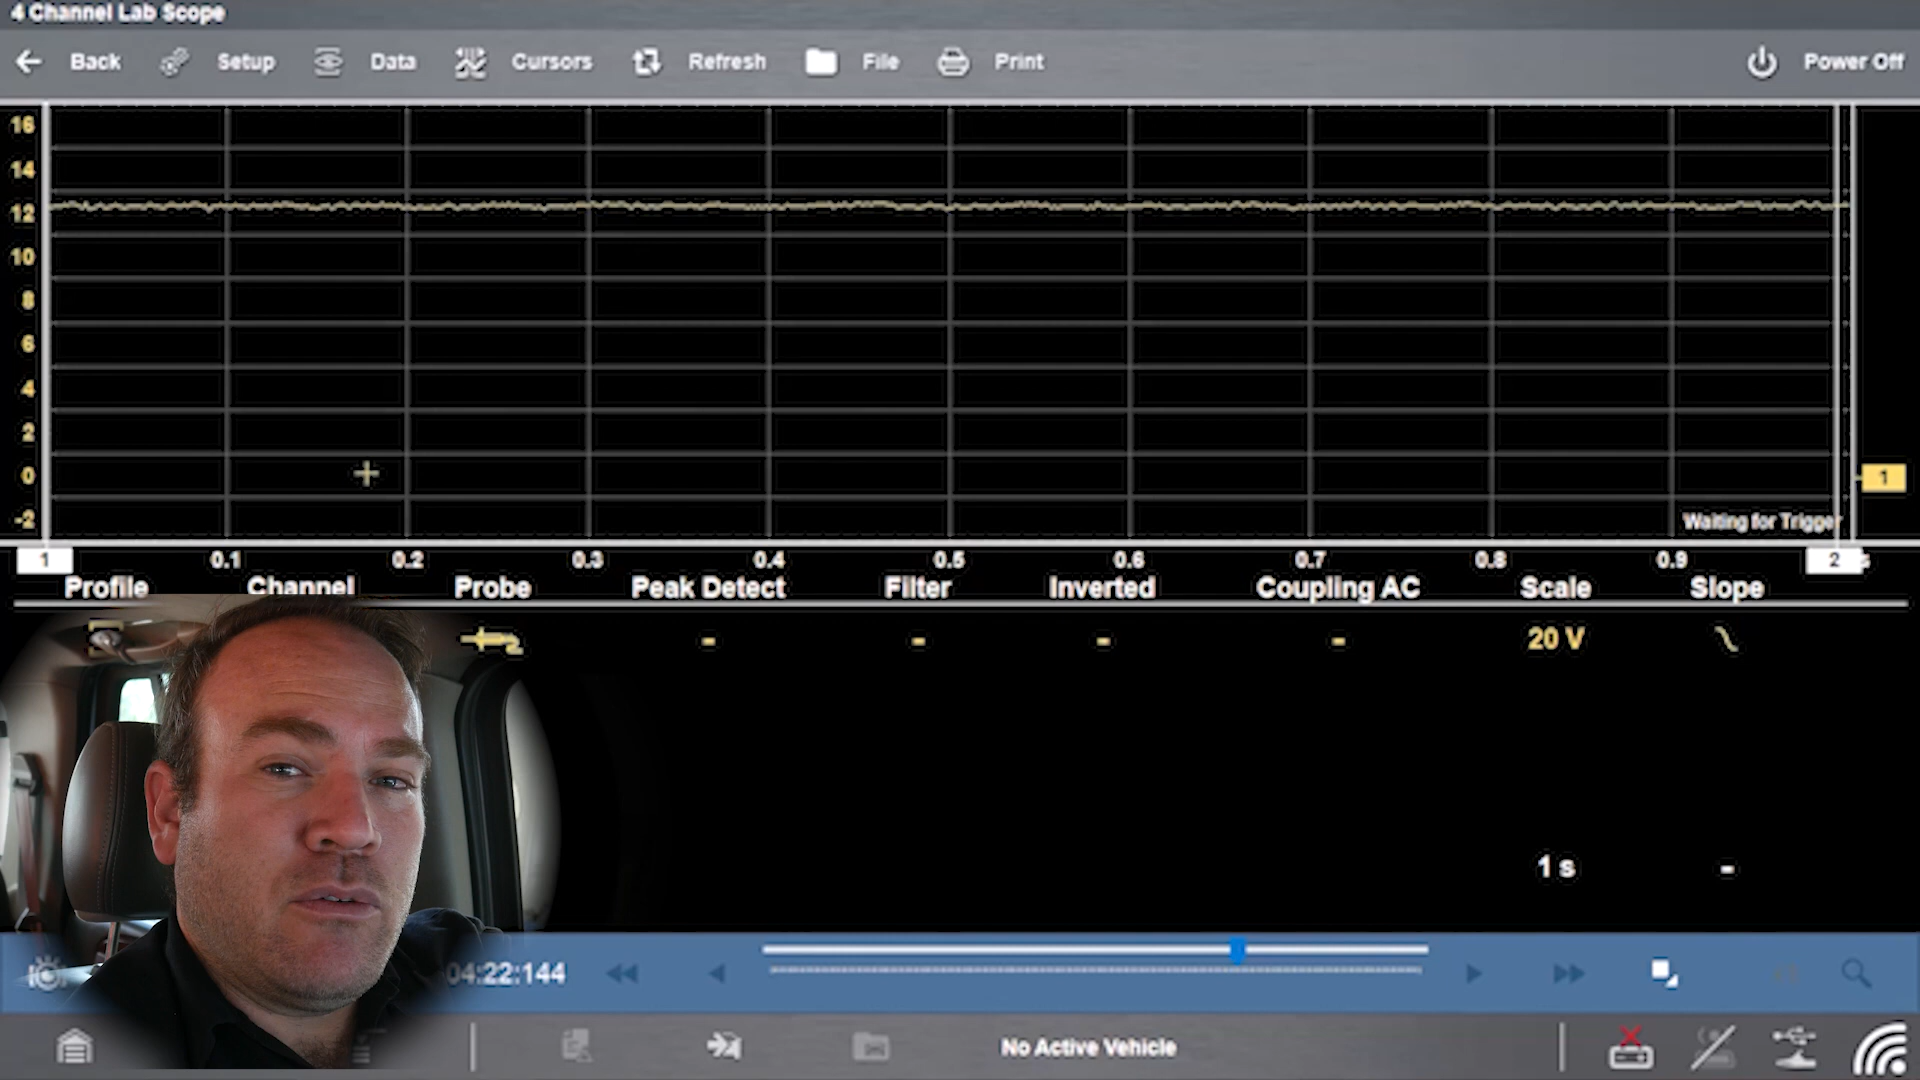 4 Channel Lab Scope
Back Setup Data Cursors Refresh File Print Power Off
16
14
12
10
8
6
4
2
0
-2
1
Waiting for Trigger
1 0.1 0.2 0.3 0.4 0.5 0.6 0.7 0.8 0.9 2 s
Profile Channel Probe Peak Detect Filter Inverted Coupling AC Scale Slope
- - - - 20 V
1 s -
04:22:144
No Active Vehicle